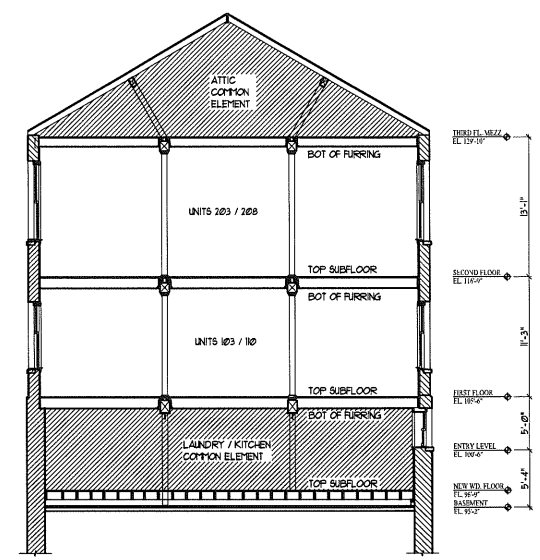 ATTIC
COMMON
ELEMENT
THIRD FL. MEZZ
EL. 129'-10"
BOT OF FURRING
13'-1"
UNITS 203 / 208
TOP SUBFLOOR
SECOND FLOOR
EL. 116'-9"
BOT OF FURRING
11'-3"
UNITS 103 / 110
TOP SUBFLOOR
FIRST FLOOR
EL. 105'-6"
BOT OF FURRING
5'-0"
LAUNDRY / KITCHEN
COMMON ELEMENT
ENTRY LEVEL
EL. 100'-6"
5'-4"
TOP SUBFLOOR
NEW WD. FLOOR
EL. 96'-9"
BASEMENT
EL. 95'-2"